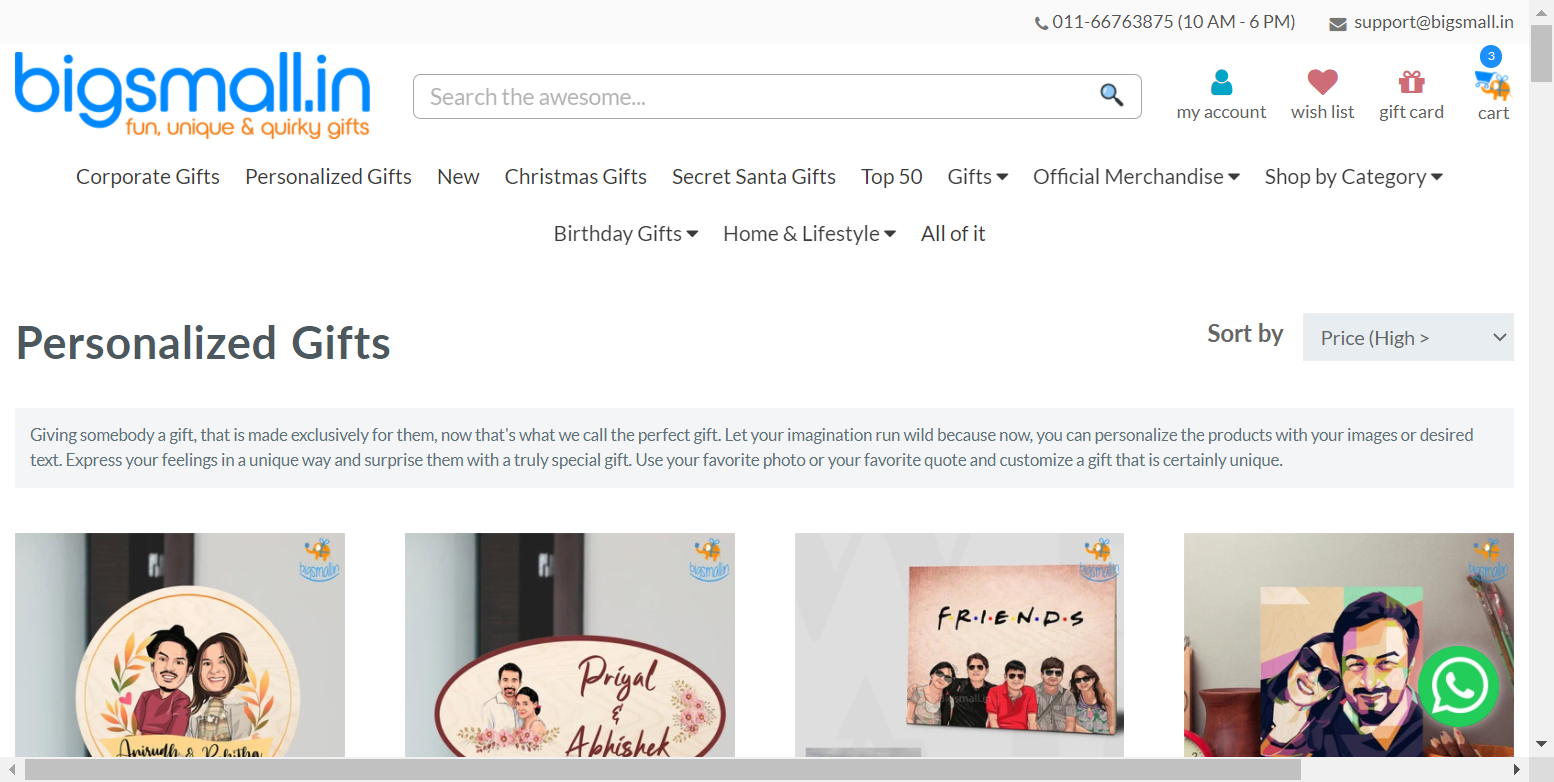 011-66763875 (10 AM - 6 PM) support@bigsmall.in
bigsmall.in
fun, unique & quirky gifts
Search the awesome...
3
my account wish list gift card cart
Corporate Gifts Personalized Gifts New Christmas Gifts Secret Santa Gifts Top 50 Gifts Official Merchandise Shop by Category
Birthday Gifts Home & Lifestyle All of it
Personalized Gifts
Sort by Price (High >
Giving somebody a gift, that is made exclusively for them, now that's what we call the perfect gift. Let your imagination run wild because now, you can personalize the products with your images or desired
text. Express your feelings in a unique way and surprise them with a truly special gift. Use your favorite photo or your favorite quote and customize a gift that is certainly unique.
bigsmall.in bigsmall.in bigsmall.in bigsmall.in
F·R·I·E·N·D·S
Priyal
&
Abhishek
bigsmall.in
Anirudh &